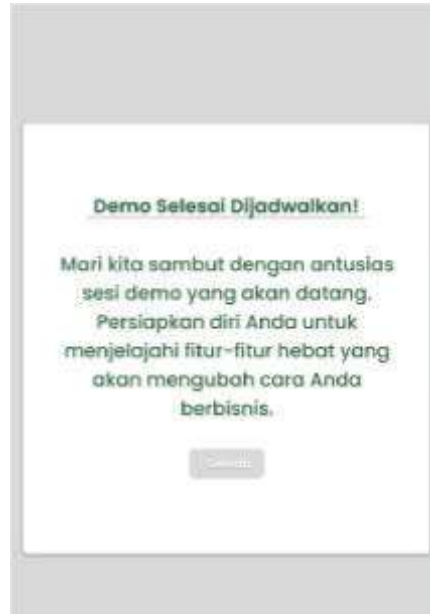 Demo Selesai Dijadwalkan!
Mari kita sambut dengan antusias
sesi demo yang akan datang.
Persiapkan diri Anda untuk
menjelajahi fitur-fitur hebat yang
akan mengubah cara Anda
berbisnis.